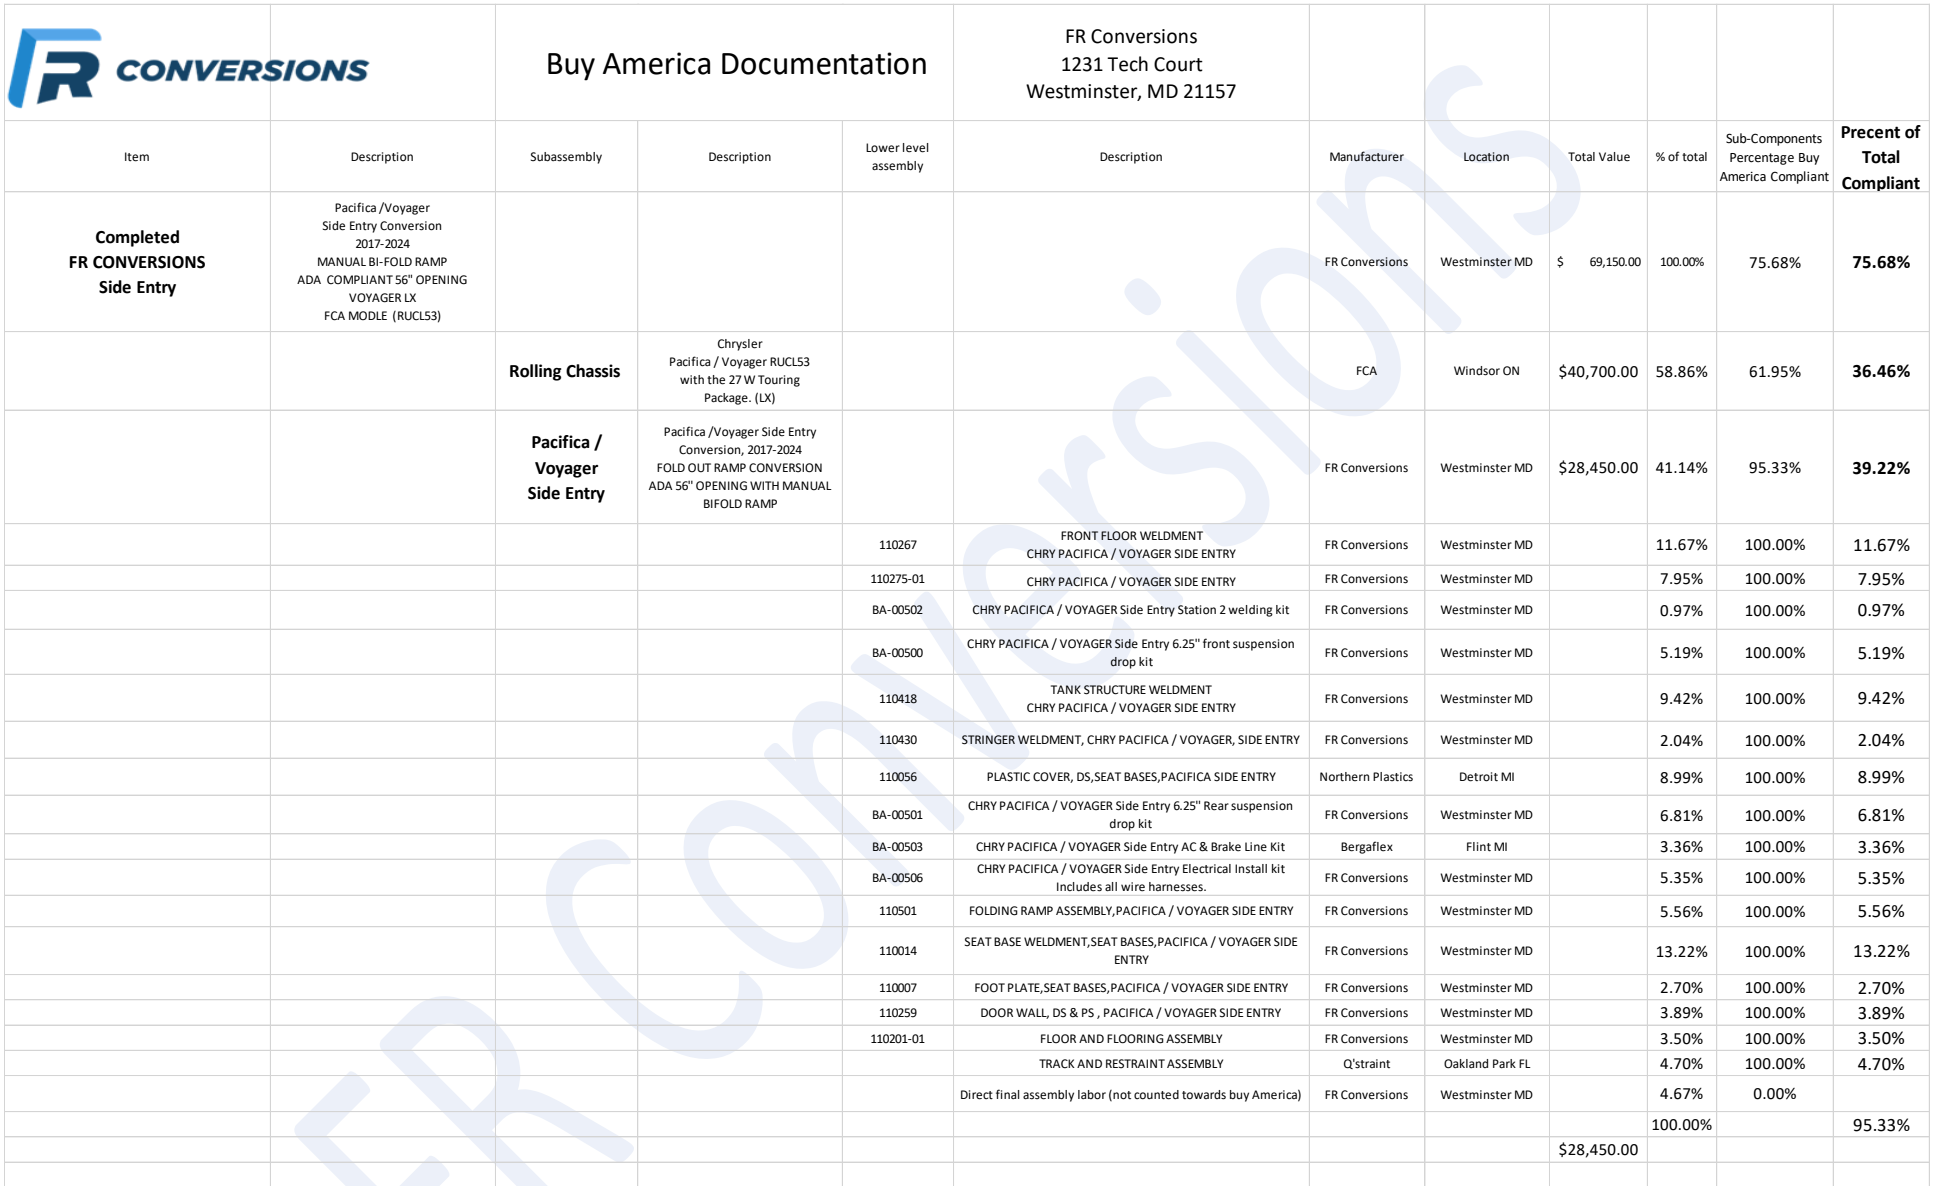 FR CONVERSIONS
Buy America Documentation
FR Conversions
1231 Tech Court
Westminster, MD 21157
Item Description Subassembly Description Lower level assembly Description Manufacturer Location Total Value % of total Sub-Components Percentage Buy America Compliant Precent of Total Compliant
Completed
FR CONVERSIONS
Side Entry
Pacifica /Voyager
Side Entry Conversion
2017-2024
MANUAL BI-FOLD RAMP
ADA COMPLIANT 56" OPENING
VOYAGER LX
FCA MODLE (RUCL53)
FR Conversions Westminster MD $ 69,150.00 100.00% 75.68% 75.68%
Rolling Chassis
Chrysler
Pacifica / Voyager RUCL53
with the 27 W Touring
Package. (LX)
FCA Windsor ON $40,700.00 58.86% 61.95% 36.46%
Pacifica /
Voyager
Side Entry
Pacifica /Voyager Side Entry
Conversion, 2017-2024
FOLD OUT RAMP CONVERSION
ADA 56" OPENING WITH MANUAL
BIFOLD RAMP
FR Conversions Westminster MD $28,450.00 41.14% 95.33% 39.22%
110267 FRONT FLOOR WELDMENT
CHRY PACIFICA / VOYAGER SIDE ENTRY FR Conversions Westminster MD 11.67% 100.00% 11.67%
110275-01 CHRY PACIFICA / VOYAGER SIDE ENTRY FR Conversions Westminster MD 7.95% 100.00% 7.95%
BA-00502 CHRY PACIFICA / VOYAGER Side Entry Station 2 welding kit FR Conversions Westminster MD 0.97% 100.00% 0.97%
BA-00500 CHRY PACIFICA / VOYAGER Side Entry 6.25" front suspension
drop kit FR Conversions Westminster MD 5.19% 100.00% 5.19%
110418 TANK STRUCTURE WELDMENT
CHRY PACIFICA / VOYAGER SIDE ENTRY FR Conversions Westminster MD 9.42% 100.00% 9.42%
110430 STRINGER WELDMENT, CHRY PACIFICA / VOYAGER, SIDE ENTRY FR Conversions Westminster MD 2.04% 100.00% 2.04%
110056 PLASTIC COVER, DS,SEAT BASES,PACIFICA SIDE ENTRY Northern Plastics Detroit MI 8.99% 100.00% 8.99%
BA-00501 CHRY PACIFICA / VOYAGER Side Entry 6.25" Rear suspension
drop kit FR Conversions Westminster MD 6.81% 100.00% 6.81%
BA-00503 CHRY PACIFICA / VOYAGER Side Entry AC & Brake Line Kit Bergaflex Flint MI 3.36% 100.00% 3.36%
BA-00506 CHRY PACIFICA / VOYAGER Side Entry Electrical Install kit
Includes all wire harnesses. FR Conversions Westminster MD 5.35% 100.00% 5.35%
110501 FOLDING RAMP ASSEMBLY,PACIFICA / VOYAGER SIDE ENTRY FR Conversions Westminster MD 5.56% 100.00% 5.56%
110014 SEAT BASE WELDMENT,SEAT BASES,PACIFICA / VOYAGER SIDE
ENTRY FR Conversions Westminster MD 13.22% 100.00% 13.22%
110007 FOOT PLATE,SEAT BASES,PACIFICA / VOYAGER SIDE ENTRY FR Conversions Westminster MD 2.70% 100.00% 2.70%
110259 DOOR WALL, DS & PS , PACIFICA / VOYAGER SIDE ENTRY FR Conversions Westminster MD 3.89% 100.00% 3.89%
110201-01 FLOOR AND FLOORING ASSEMBLY FR Conversions Westminster MD 3.50% 100.00% 3.50%
TRACK AND RESTRAINT ASSEMBLY Q'straint Oakland Park FL 4.70% 100.00% 4.70%
Direct final assembly labor (not counted towards buy America) FR Conversions Westminster MD 4.67% 0.00%
100.00% 95.33%
$28,450.00
FR Conversions